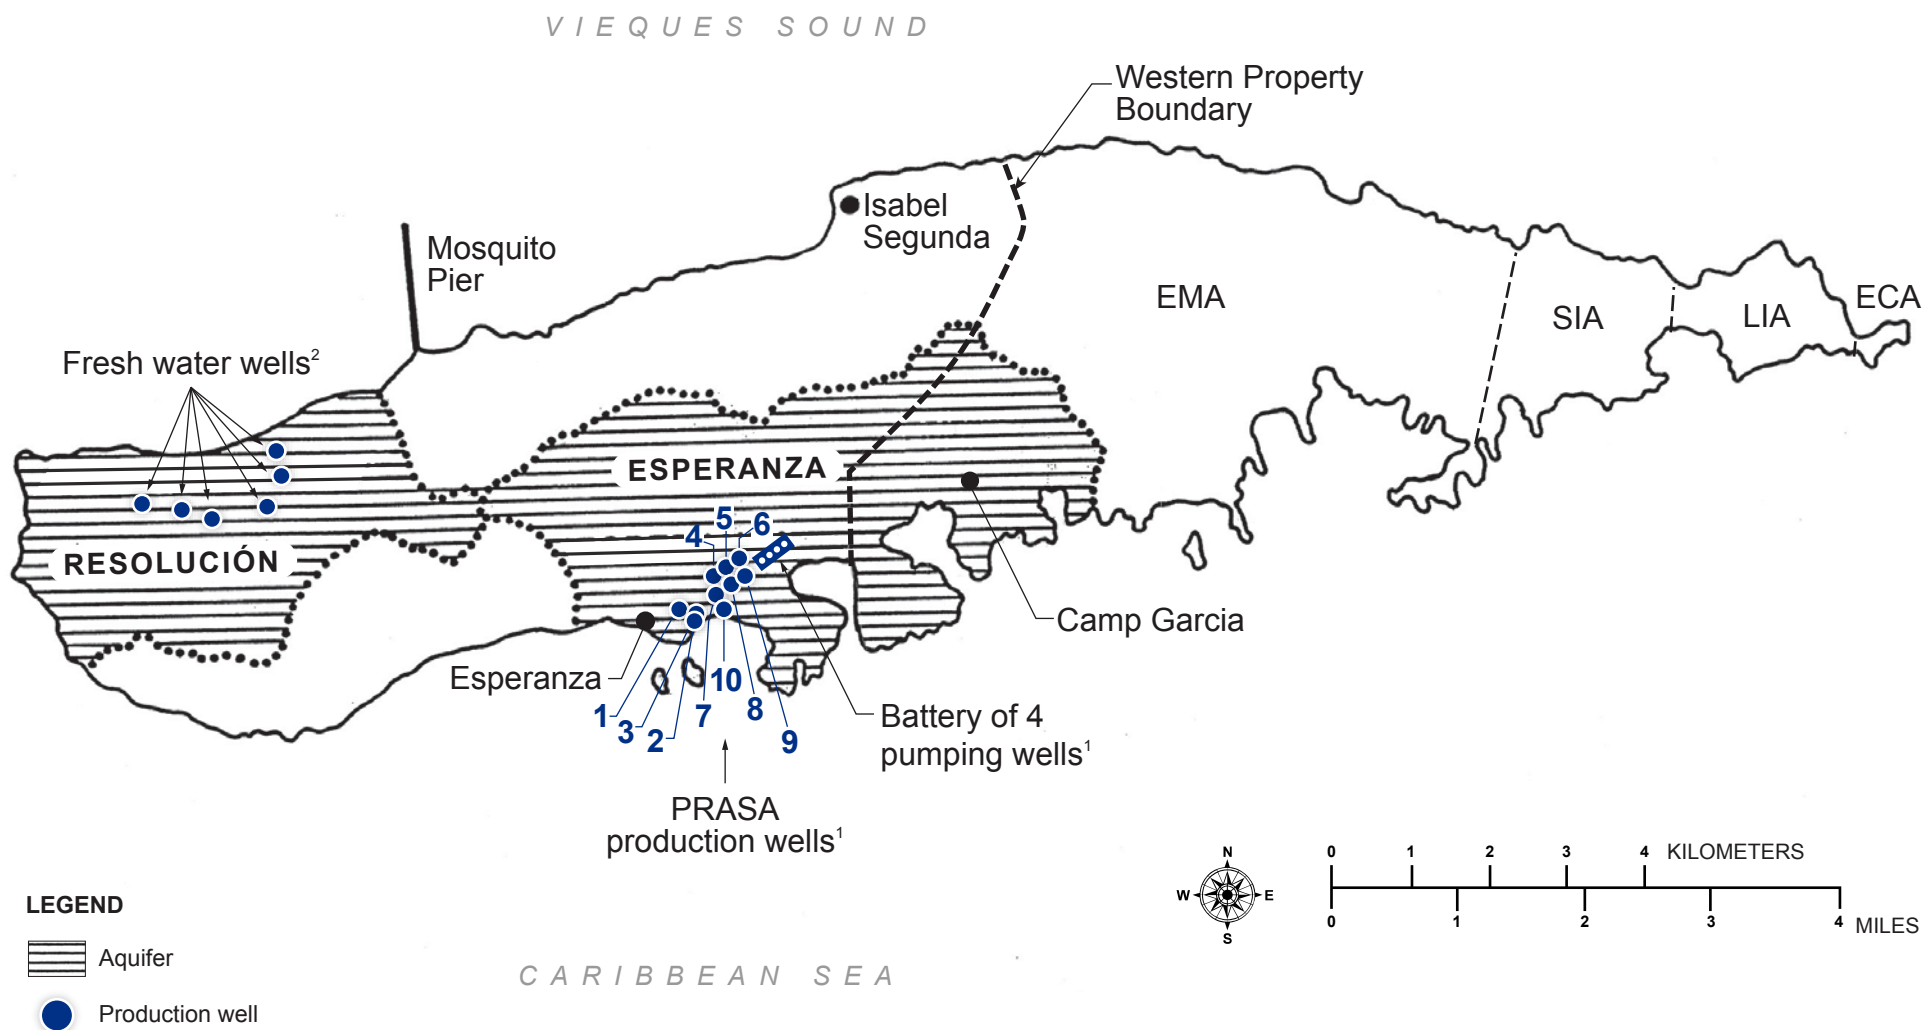 VIEQUES SOUND
Western Property
Boundary
Isabel
Segunda
Mosquito
Pier
EMA
SIA
LIA
ECA
Fresh water wells²
ESPERANZA
RESOLUCIÓN
5
6
4
Camp Garcia
Esperanza
10
1
3
2
7
8
9
Battery of 4
pumping wells¹
PRASA
production wells¹
N
W
E
S
0 1 2 3 4 KILOMETERS
0 1 2 3 4 MILES
LEGEND
Aquifer
Production well
CARIBBEAN SEA